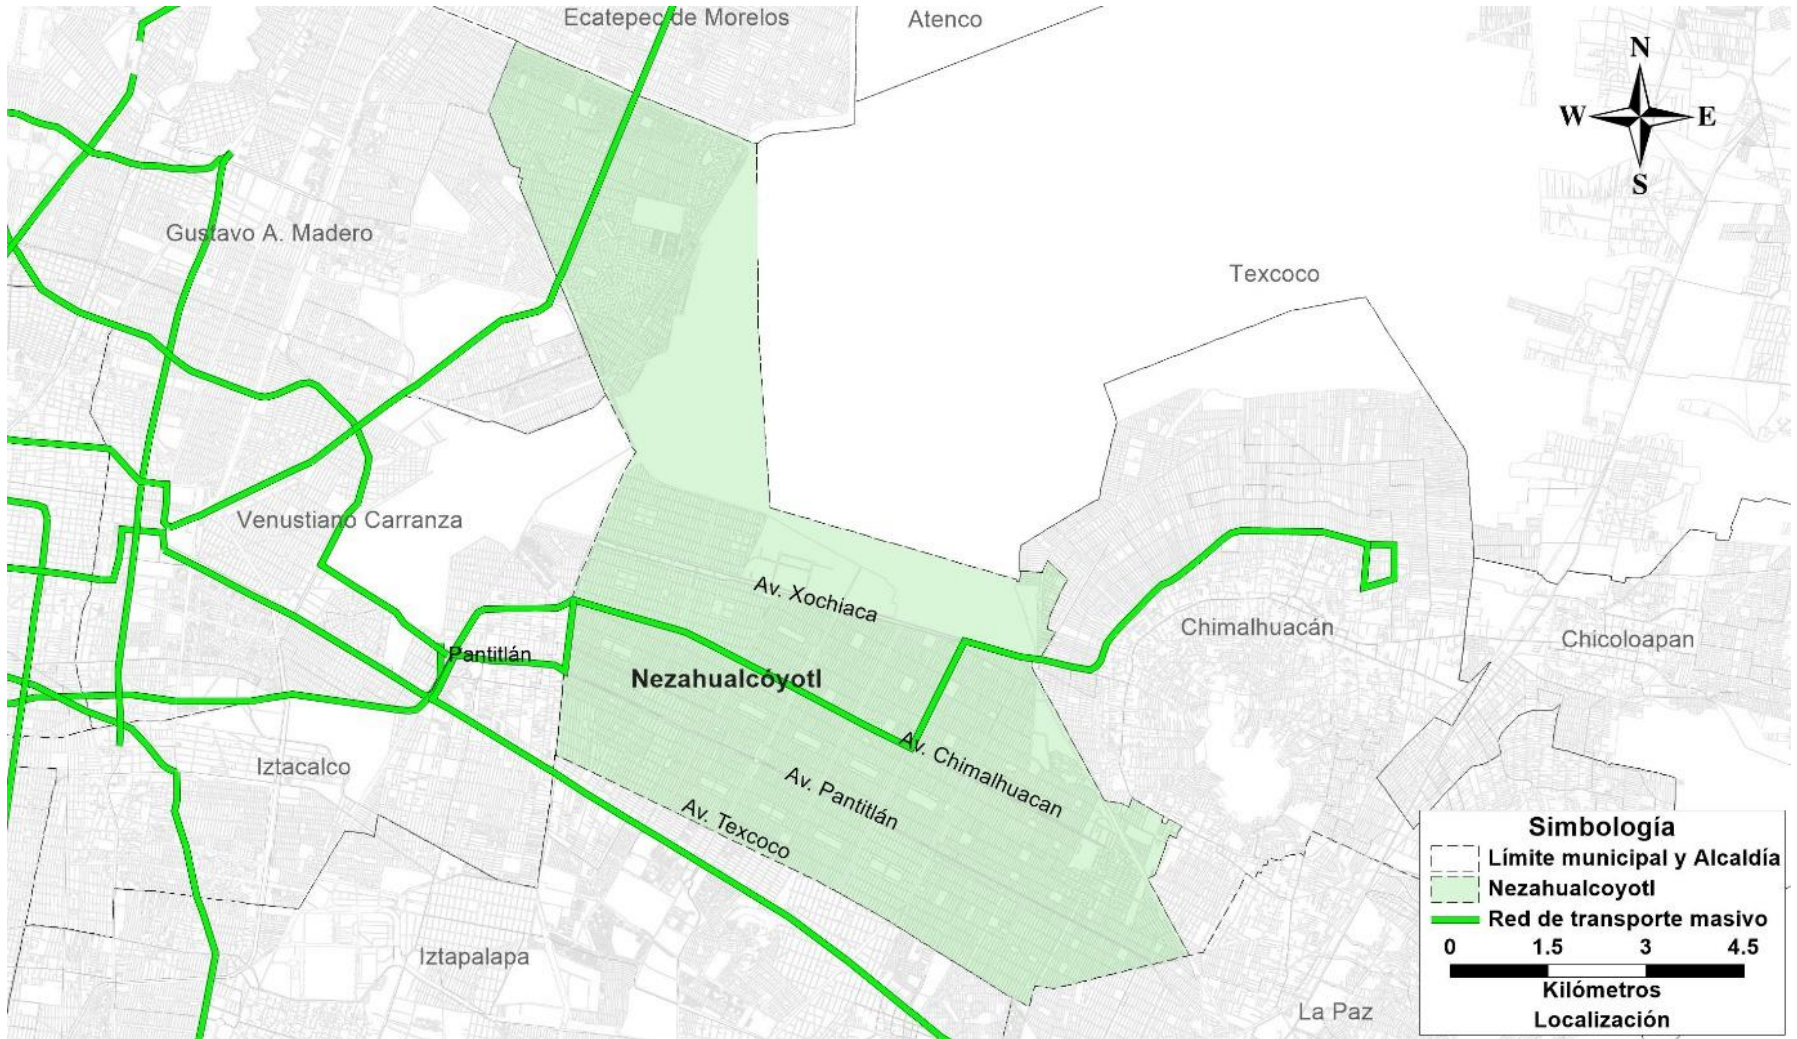 Ecatepec de Morelos
Atenco
N
W
E
S
Gustavo A. Madero
Texcoco
Venustiano Carranza
Av. Xochiaca
Chimalhuacán
Chicoloapan
Pantitlán
Nezahualcóyotl
Av. Chimalhuacan
Iztacalco
Av. Pantitlán
Av. Texcoco
Iztapalapa
La Paz
Simbología
Límite municipal y Alcaldía
Nezahualcoyotl
Red de transporte masivo
0 1.5 3 4.5
Kilómetros
Localización